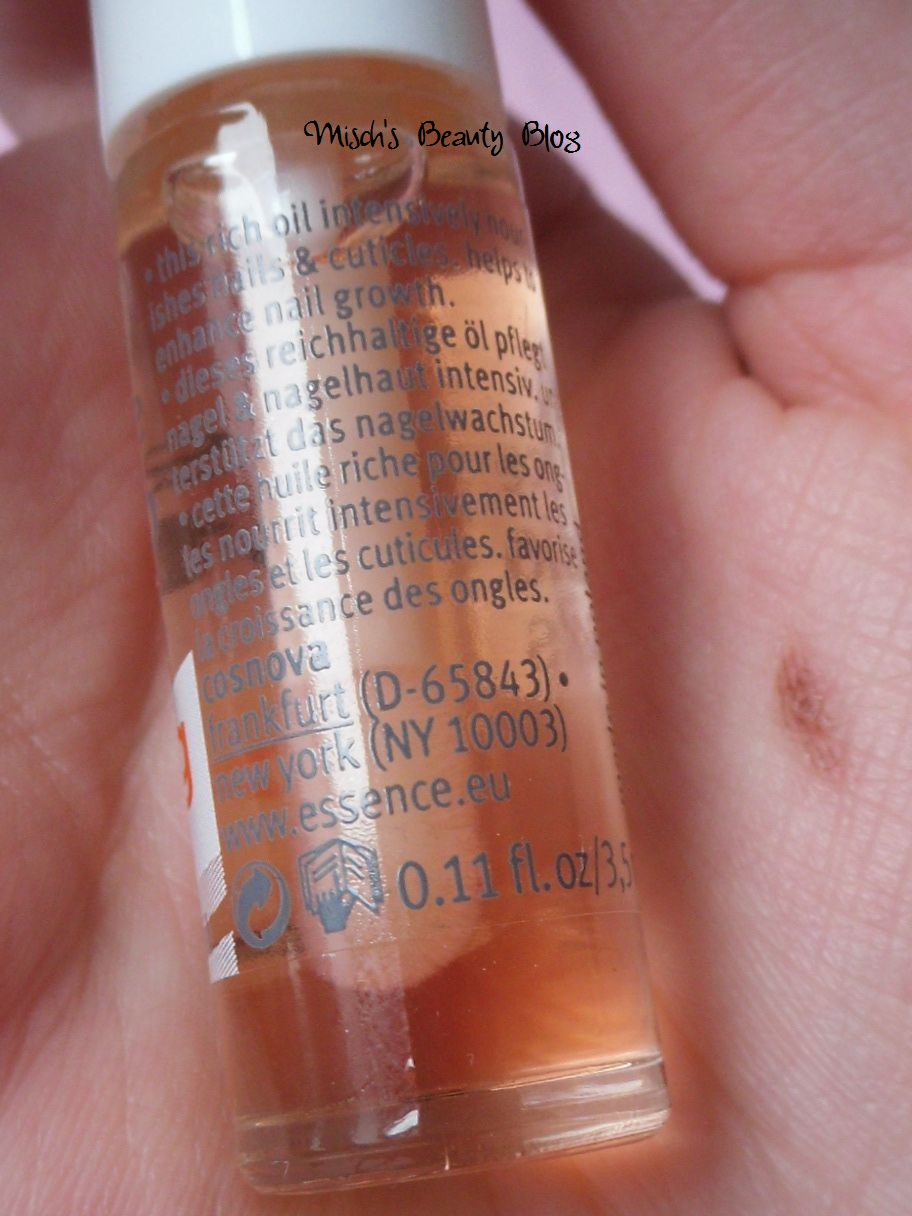 Misch's Beauty Blog
• this rich oil intensively nour
ishes nails & cuticles. helps to
enhance nail growth.
• dieses reichhaltige öl pflegt
nagel & nagelhaut intensiv. un
terstützt das nagelwachstum.
• cette huile riche pour les ong-
les nourrit intensivement les
ongles et les cuticules. favorise
la croissance des ongles.
cosnova
frankfurt (D-65843) •
new york (NY 10003)
www.essence.eu
0.11 fl.oz/3,5